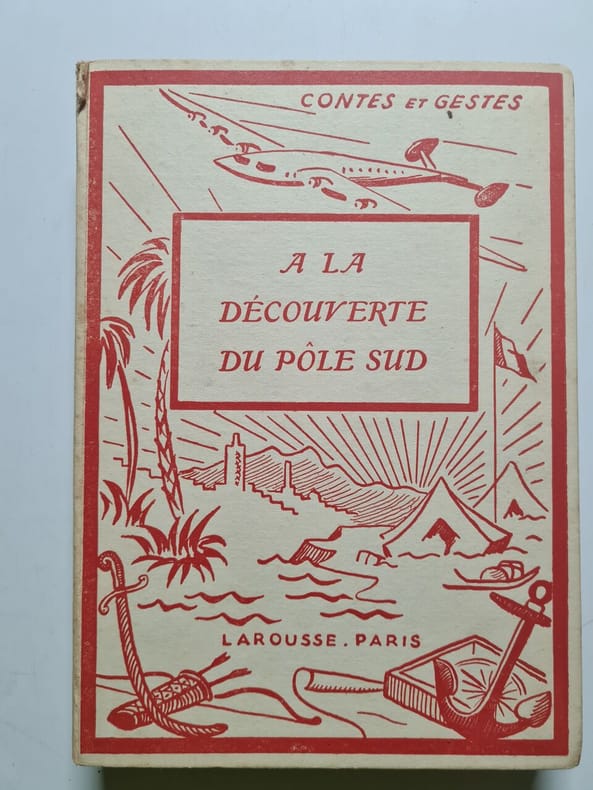 CONTES ET GESTES
A LA
DÉCOUVERTE
DU PÔLE SUD
LAROUSSE. PARIS